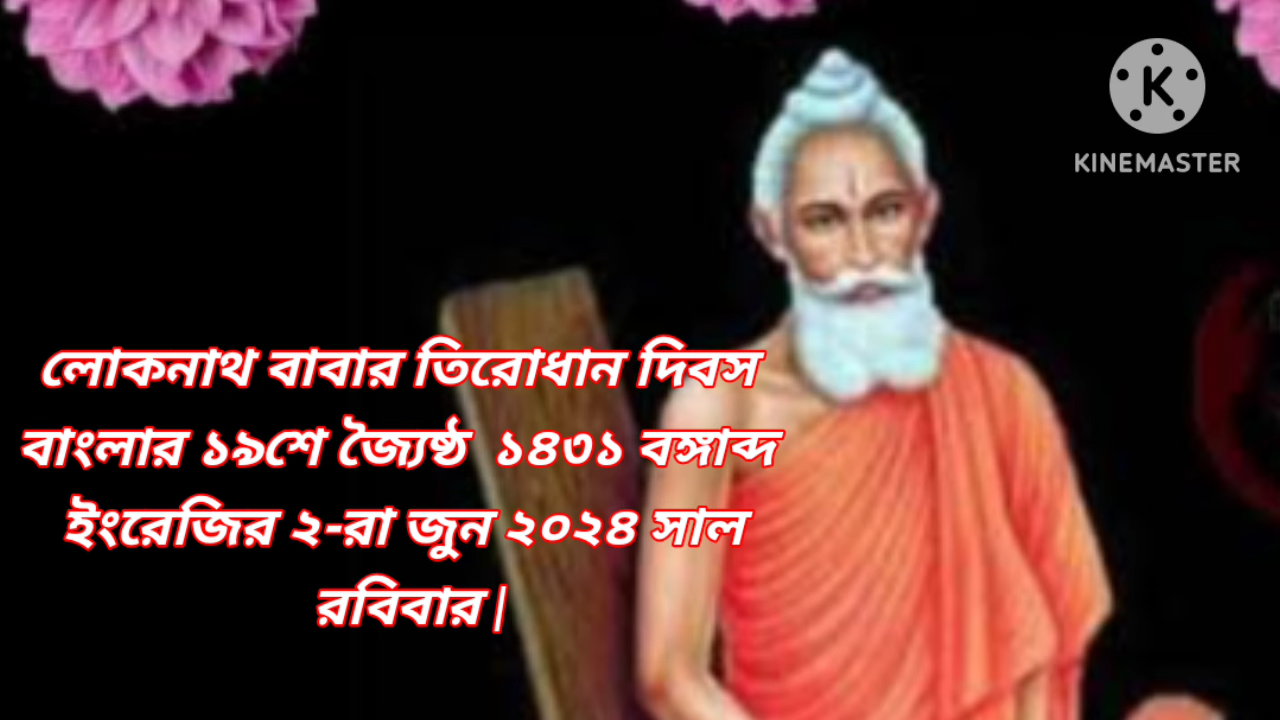 লোকনাথ বাবার তিরোধান দিবস
বাংলার ১৯শে জ্যৈষ্ঠ ১৪৩১ বঙ্গাব্দ
ইংরেজির ২-রা জুন ২০২৪ সাল
রবিবার|
K
KINEMASTER